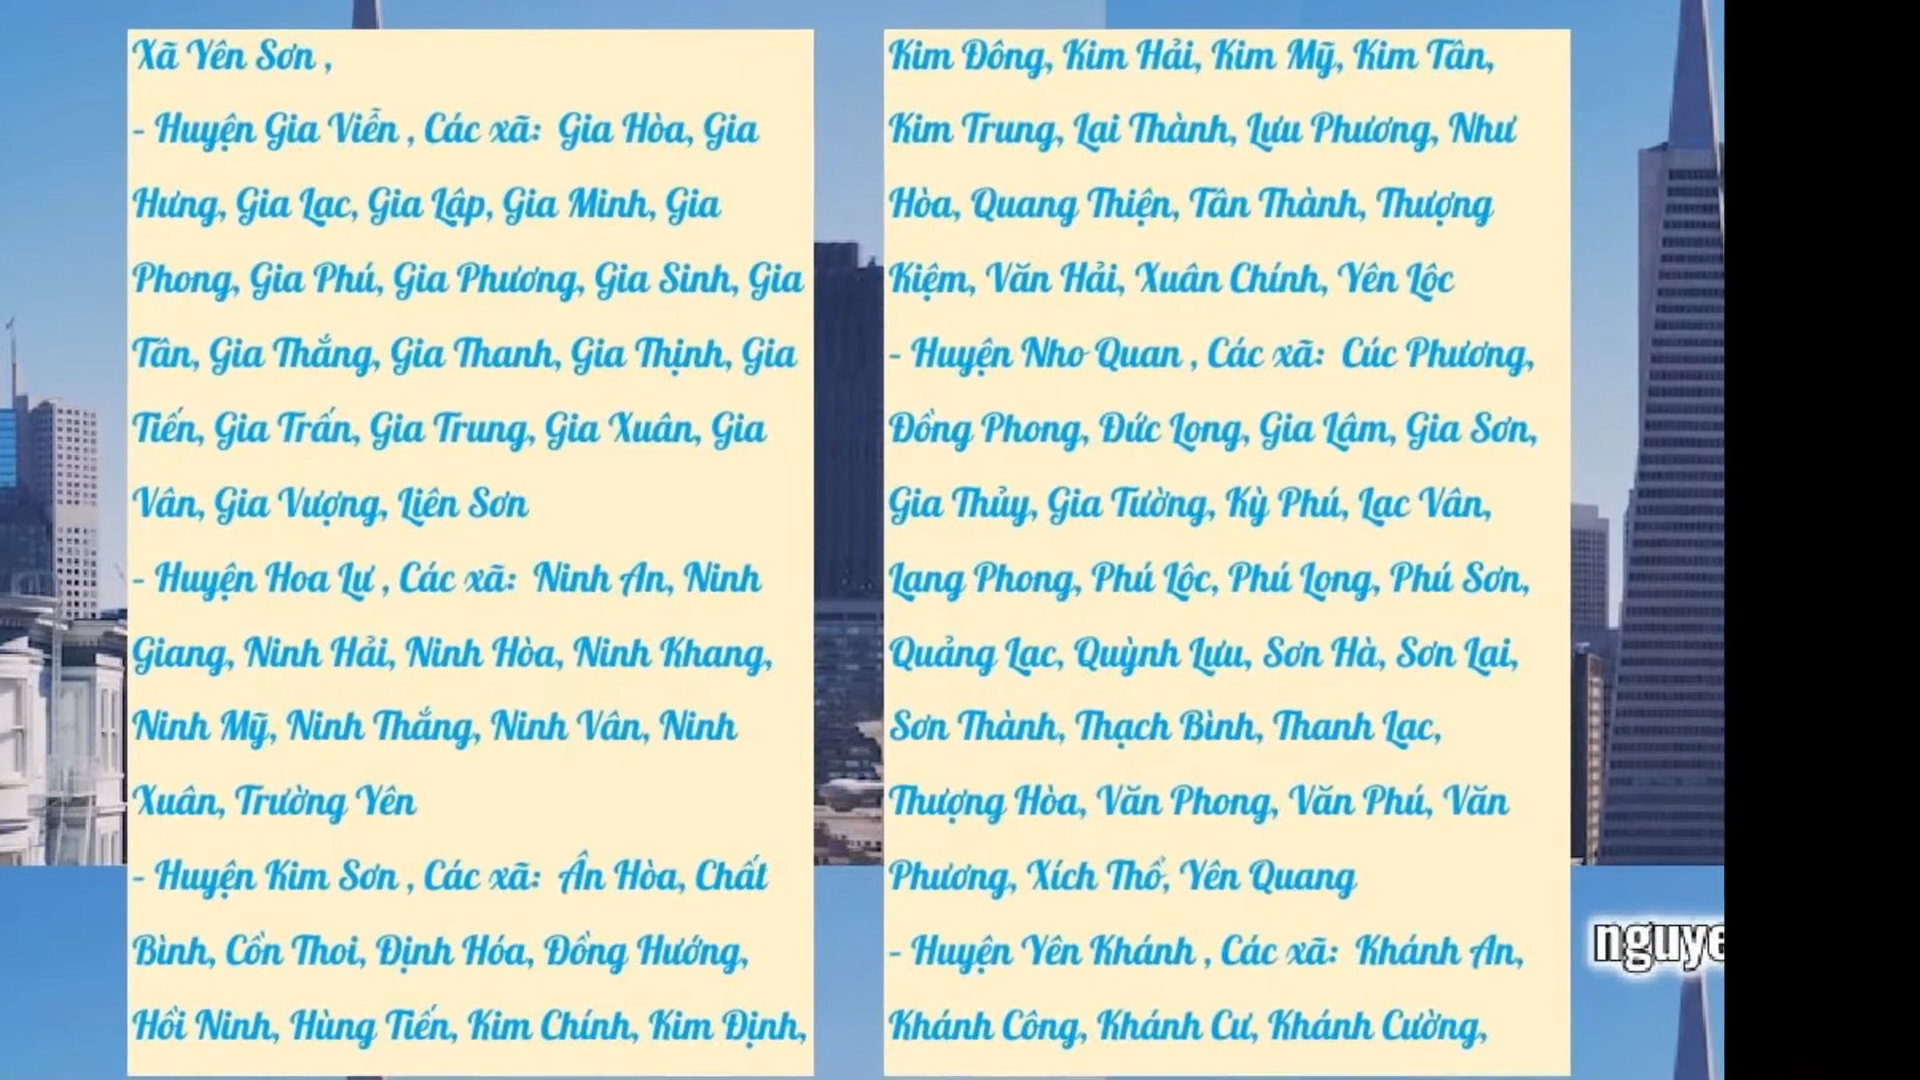 Xã Yên Sơn ,
- Huyện Gia Viễn , Các xã: Gia Hòa, Gia
Hưng, Gia Lạc, Gia Lập, Gia Minh, Gia
Phong, Gia Phú, Gia Phương, Gia Sinh, Gia
Tân, Gia Thắng, Gia Thanh, Gia Thịnh, Gia
Tiến, Gia Trấn, Gia Trung, Gia Xuân, Gia
Vân, Gia Vượng, Liên Sơn
- Huyện Hoa Lư , Các xã: Ninh An, Ninh
Giang, Ninh Hải, Ninh Hòa, Ninh Khang,
Ninh Mỹ, Ninh Thắng, Ninh Vân, Ninh
Xuân, Trường Yên
- Huyện Kim Sơn , Các xã: Ân Hòa, Chất
Bình, Cồn Thoi, Định Hóa, Đồng Hướng,
Hồi Ninh, Hùng Tiến, Kim Chính, Kim Định,
Kim Đông, Kim Hải, Kim Mỹ, Kim Tân,
Kim Trung, Lai Thành, Lưu Phương, Như
Hòa, Quang Thiện, Tân Thành, Thượng
Kiệm, Văn Hải, Xuân Chính, Yên Lộc
- Huyện Nho Quan , Các xã: Cúc Phương,
Đồng Phong, Đức Long, Gia Lâm, Gia Sơn,
Gia Thủy, Gia Tường, Kỳ Phú, Lạc Vân,
Lạng Phong, Phú Lộc, Phú Long, Phú Sơn,
Quảng Lạc, Quỳnh Lưu, Sơn Hà, Sơn Lai,
Sơn Thành, Thạch Bình, Thanh Lạc,
Thượng Hòa, Văn Phong, Văn Phú, Văn
Phương, Xích Thổ, Yên Quang
- Huyện Yên Khánh , Các xã: Khánh An,
Khánh Công, Khánh Cư, Khánh Cường,
nguye